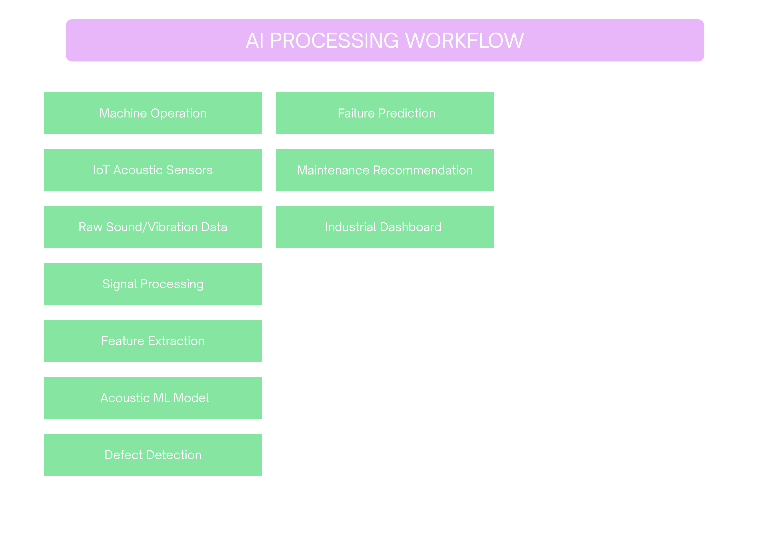 AI PROCESSING WORKFLOW
Machine Operation
IoT Acoustic Sensors
Raw Sound/Vibration Data
Signal Processing
Feature Extraction
Acoustic ML Model
Defect Detection
Failure Prediction
Maintenance Recommendation
Industrial Dashboard